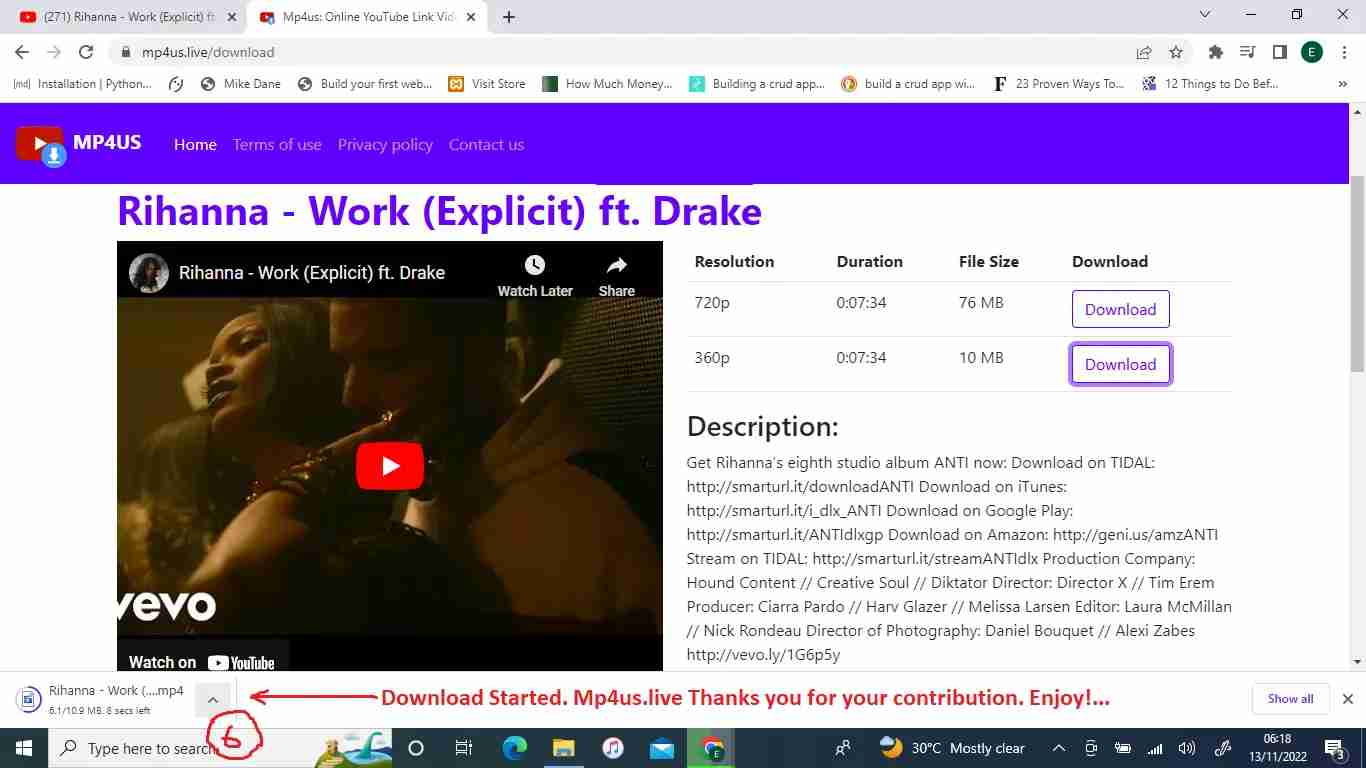 (271) Rihanna - Work (Explicit) ft
Mp4us: Online YouTube Link Vid
mp4us.live/download
E
[md] Installation | Python...
Mike Dane
Build your first web...
Visit Store
How Much Money...
Building a crud app...
build a crud app wi...
F 23 Proven Ways To...
12 Things to Do Bef...
»
MP4US
Home
Terms of use
Privacy policy
Contact us
Rihanna - Work (Explicit) ft. Drake
Rihanna - Work (Explicit) ft. Drake
Watch Later
Share
vevo
Watch on YouTube
Resolution Duration File Size Download
720p 0:07:34 76 MB Download
360p 0:07:34 10 MB Download
Description:
Get Rihanna's eighth studio album ANTI now: Download on TIDAL:
http://smarturl.it/downloadANTI Download on iTunes:
http://smarturl.it/i_dlx_ANTI Download on Google Play:
http://smarturl.it/ANTIdlxgp Download on Amazon: http://geni.us/amzANTI
Stream on TIDAL: http://smarturl.it/streamANTIdlx Production Company:
Hound Content // Creative Soul // Diktator Director: Director X // Tim Erem
Producer: Ciarra Pardo // Harv Glazer // Melissa Larsen Editor: Laura McMillan
// Nick Rondeau Director of Photography: Daniel Bouquet // Alexi Zabes
http://vevo.ly/1G6p5y
Rihanna - Work (....mp4
6.1/10.9 MB, 8 secs left
Download Started. Mp4us.live Thanks you for your contribution. Enjoy!...
Show all
6
Type here to search
E
30°C Mostly clear
06:18
13/11/2022
3